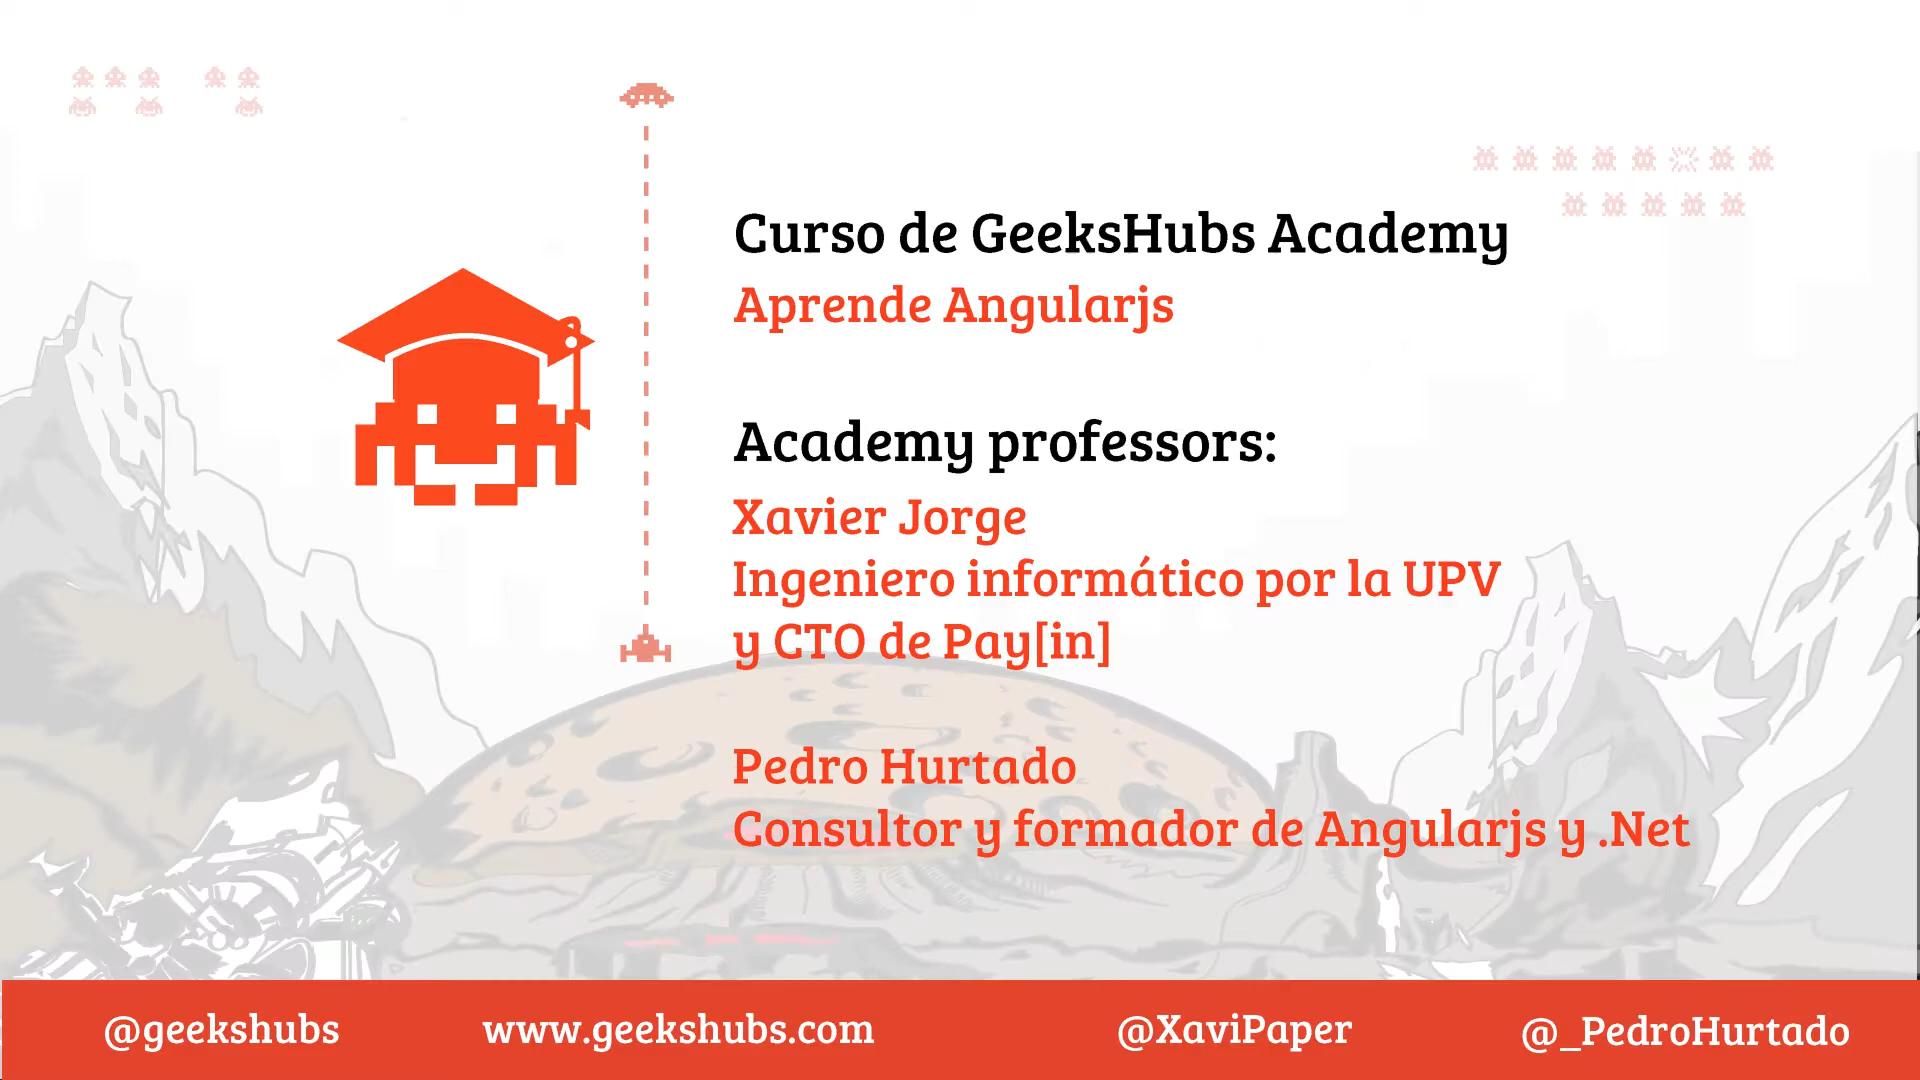 Curso de GeeksHubs Academy
Aprende Angularjs
Academy professors:
Xavier Jorge
Ingeniero informático por la UPV
y CTO de Pay[in]
Pedro Hurtado
Consultor y formador de Angularjs y .Net
@geekshubs
www.geekshubs.com
@XaviPaper
@_PedroHurtado